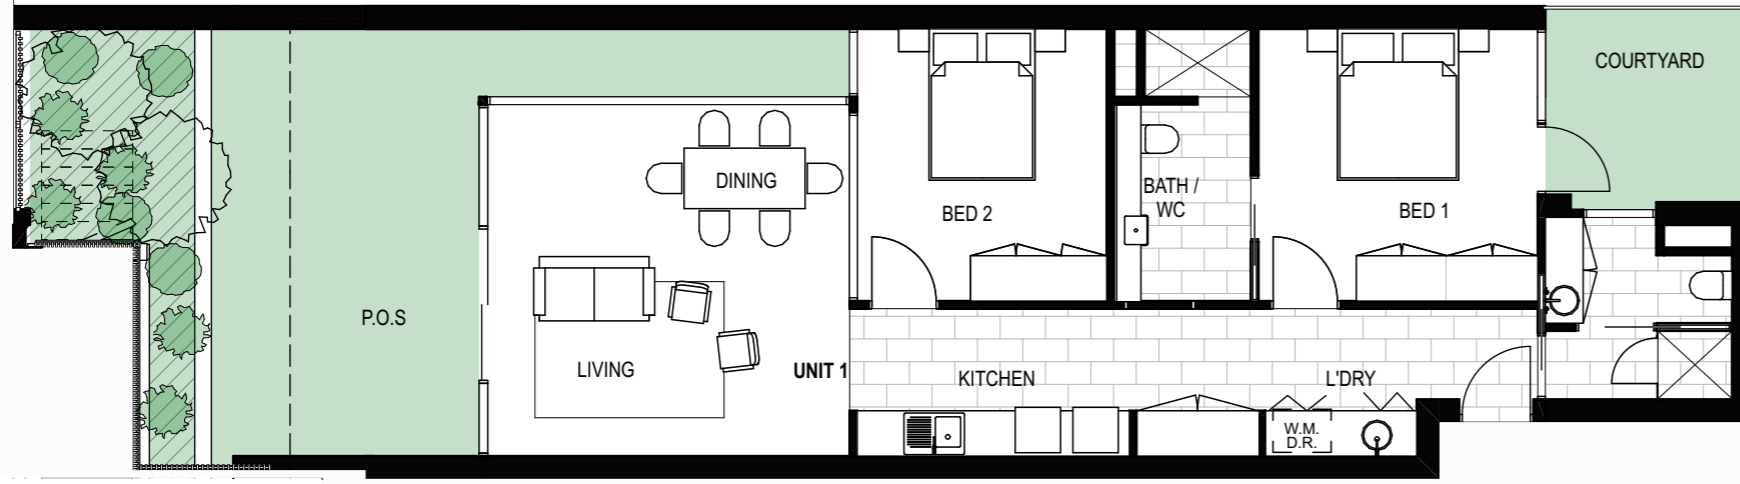 COURTYARD
DINING
BATH /
WC
BED 2
BED 1
P.O.S
LIVING
UNIT 1
KITCHEN
L'DRY
W.M.
D.R.